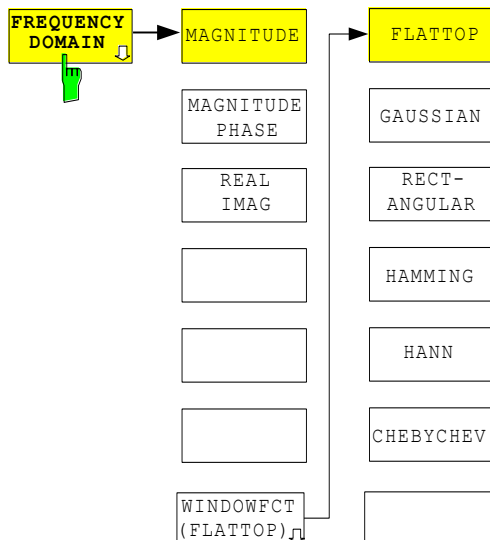 FREQUENCY
DOMAIN
MAGNITUDE
MAGNITUDE
PHASE
REAL
IMAG
WINDOWFCT
(FLATTOP)
FLATTOP
GAUSSIAN
RECT-
ANGULAR
HAMMING
HANN
CHEBYCHEV